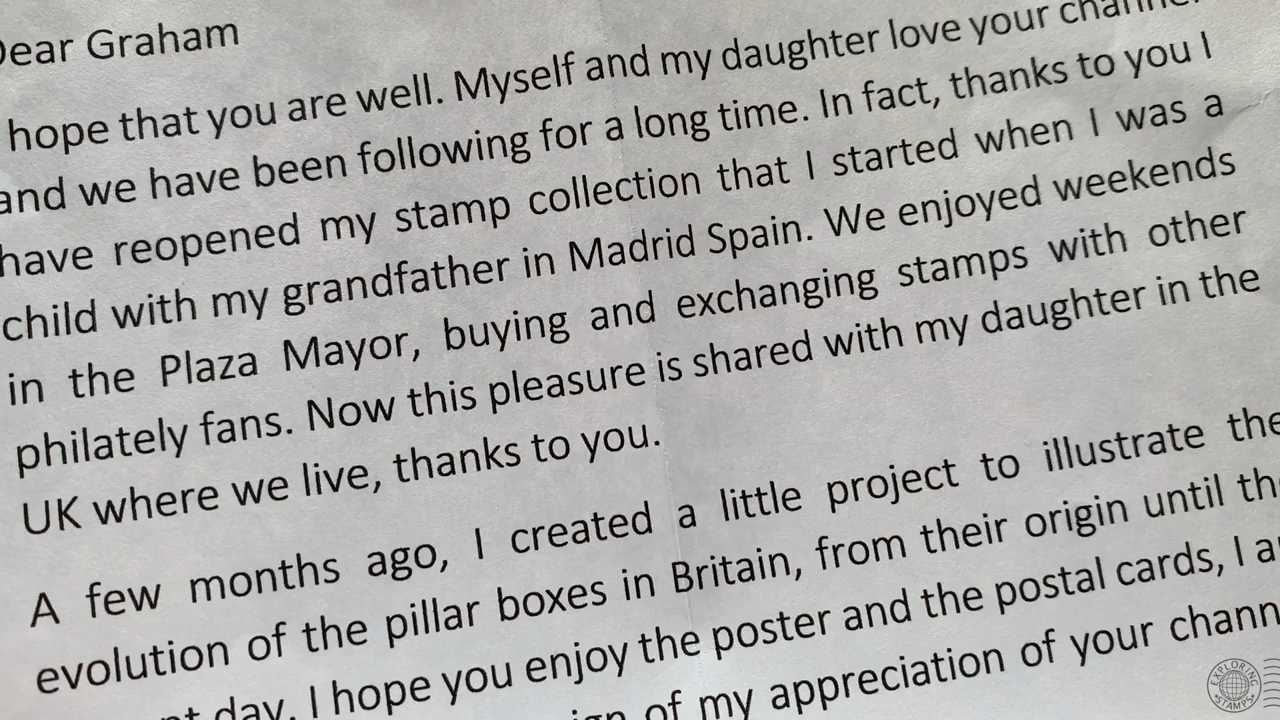 Dear Graham
hope that you are well. Myself and my daughter love your channel
and we have been following for a long time. In fact, thanks to you I
have reopened my stamp collection that I started when I was a
child with my grandfather in Madrid Spain. We enjoyed weekends
in the Plaza Mayor, buying and exchanging stamps with other
philately fans. Now this pleasure is shared with my daughter in the
UK where we live, thanks to you.
A few months ago, I created a little project to illustrate the
evolution of the pillar boxes in Britain, from their origin until the
day. I hope you enjoy the poster and the postal cards, I
of my appreciation of your
EXPLORING
STAMPS